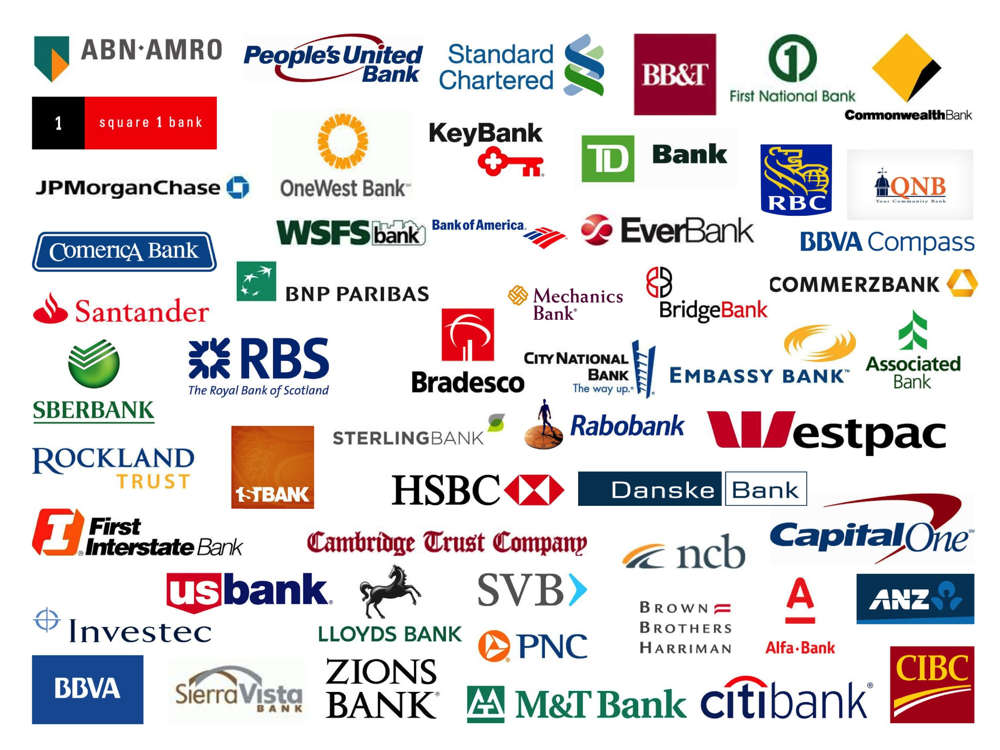 ABN·AMRO
People's United
Bank
Standard
Chartered
BB&T
1
First National Bank
CommonwealthBank
1 square 1 bank
OneWest Bank™
KeyBank
®
TD Bank
RBC
QNB
Your Community Bank
JPMorganChase
WSFS bank
Bank of America®
EverBank
BBVA Compass
Comerica Bank
BNP PARIBAS
Mechanics
Bank®
BridgeBank
COMMERZBANK
Santander
SBERBANK
RBS
The Royal Bank of Scotland
Bradesco
CITY NATIONAL
BANK
The way up.®
EMBASSY BANK™
Associated
Bank
STERLINGBANK
Rabobank
Westpac
ROCKLAND
TRUST
1STBANK
HSBC
Danske Bank
CapitalOne℠
First
Interstate Bank
®
Cambridge Trust Company
ncb
usbank®
LLOYDS BANK
SVB
BROWN
BROTHERS
HARRIMAN
A
Alfa·Bank
ANZ
Investec
PNC
®
BBVA
SierraVista
BANK
ZIONS
BANK®
M&T Bank
citibank®
CIBC